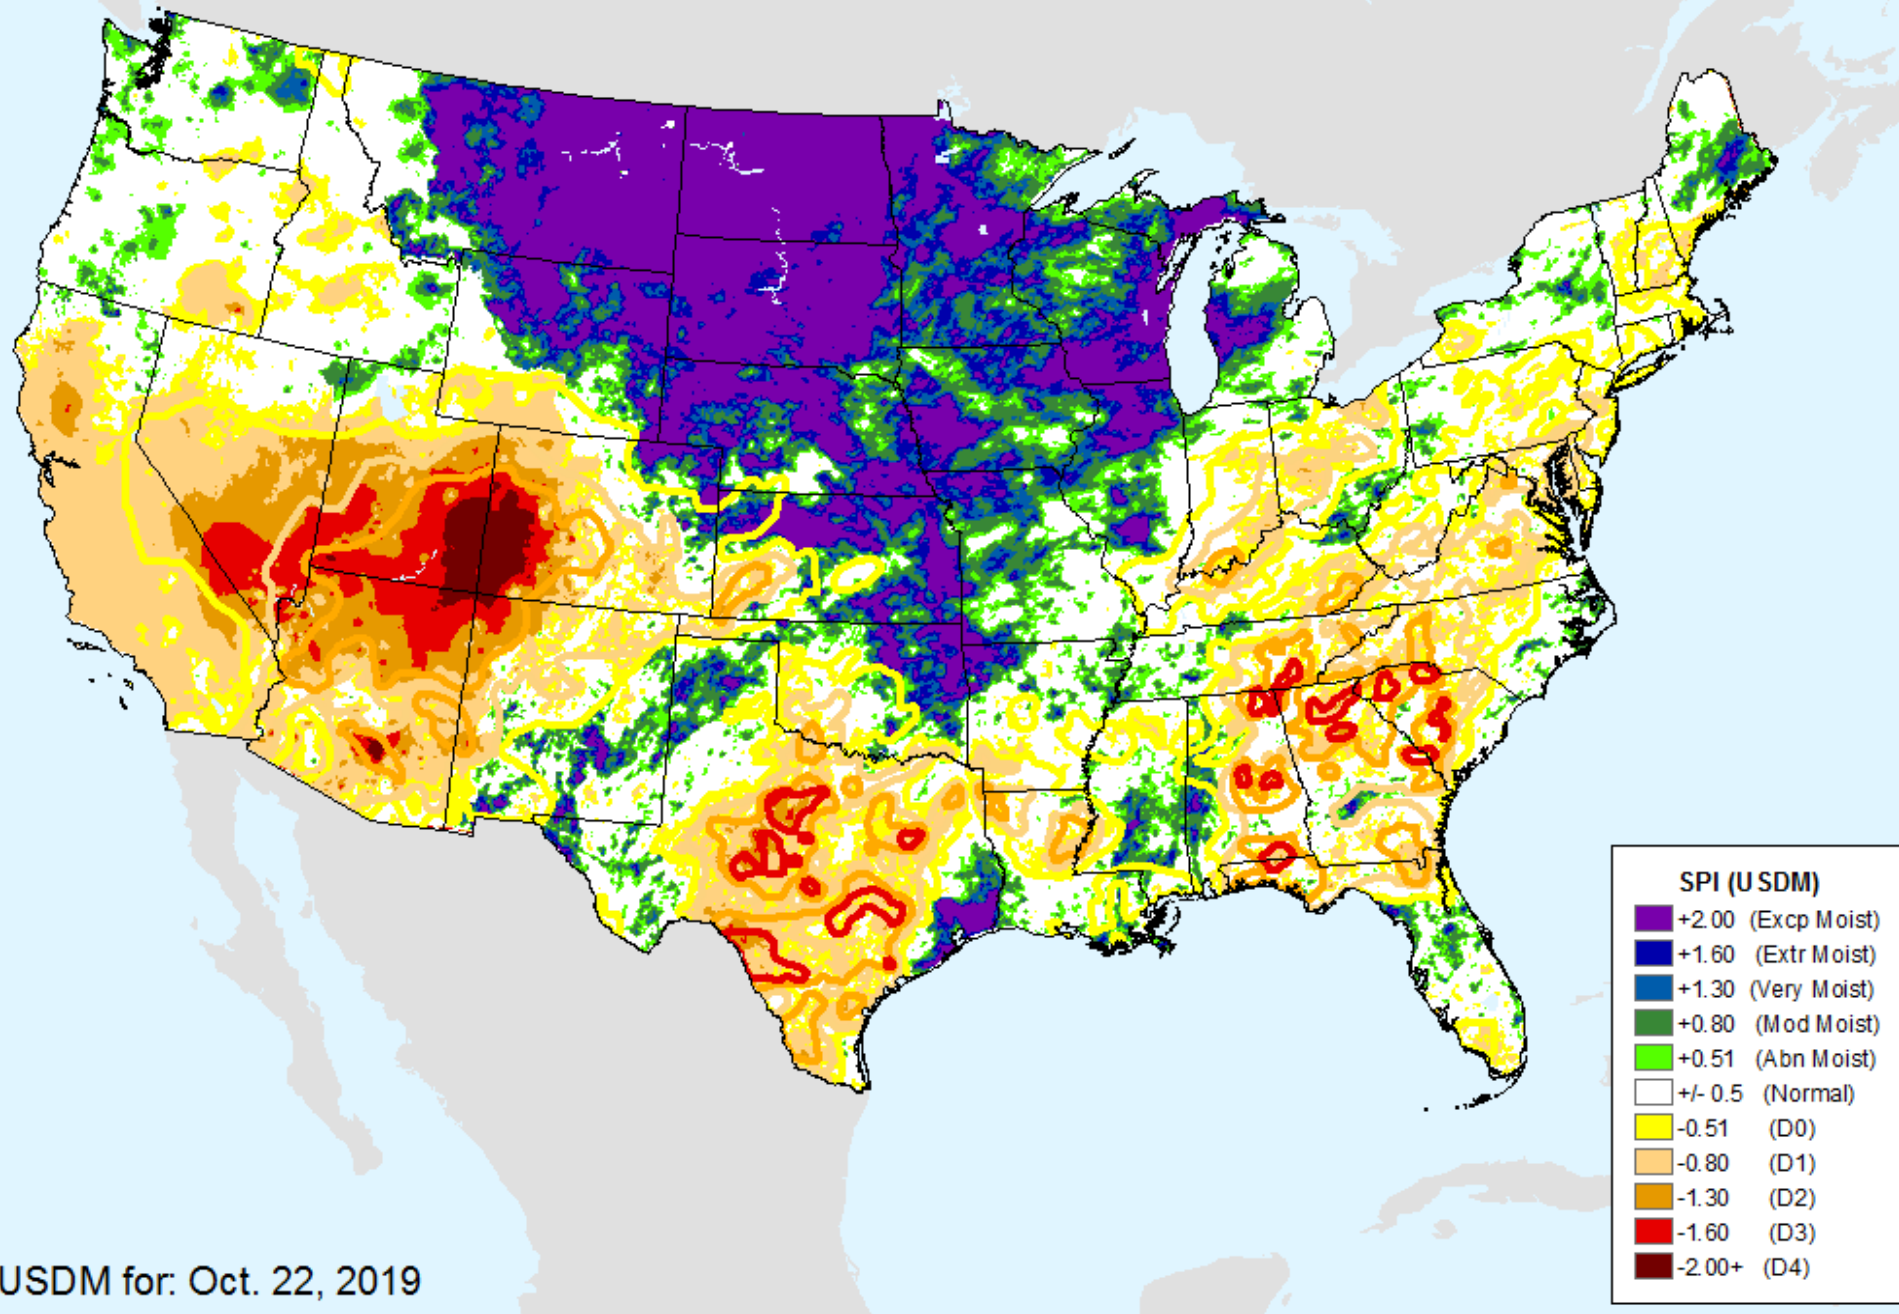 SPI (USDM)
+2.00 (Excp Moist)
+1.60 (Extr Moist)
+1.30 (Very Moist)
+0.80 (Mod Moist)
+0.51 (Abn Moist)
+/- 0.5 (Normal)
-0.51 (D0)
-0.80 (D1)
-1.30 (D2)
-1.60 (D3)
-2.00+ (D4)
USDM for: Oct. 22, 2019